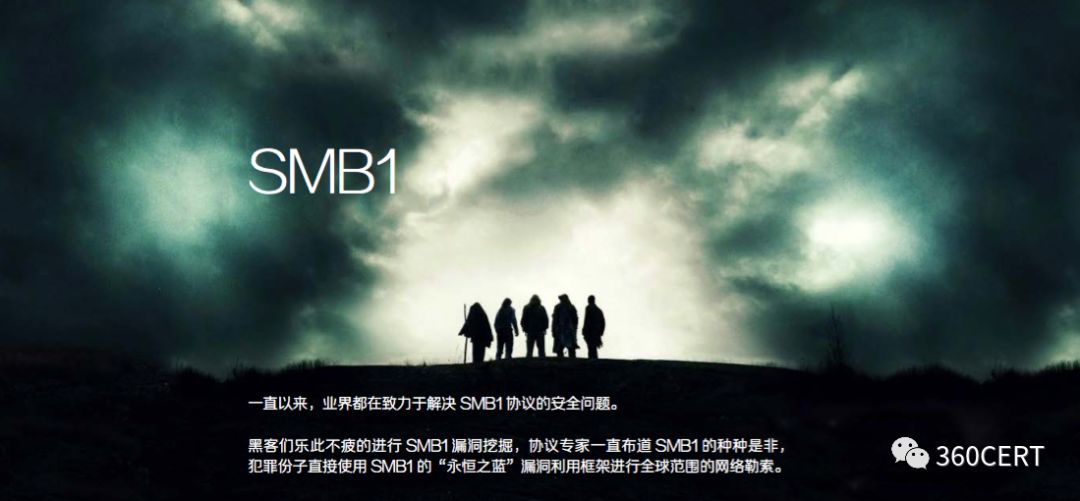 SMB1
一直以来，业界都在致力于解决 SMB1 协议的安全问题。
黑客们乐此不疲的进行 SMB1 漏洞挖掘，协议专家一直布道 SMB1 的种种是非，
犯罪份子直接使用 SMB1 的“永恒之蓝”漏洞利用框架进行全球范围的网络勒索。
360CERT